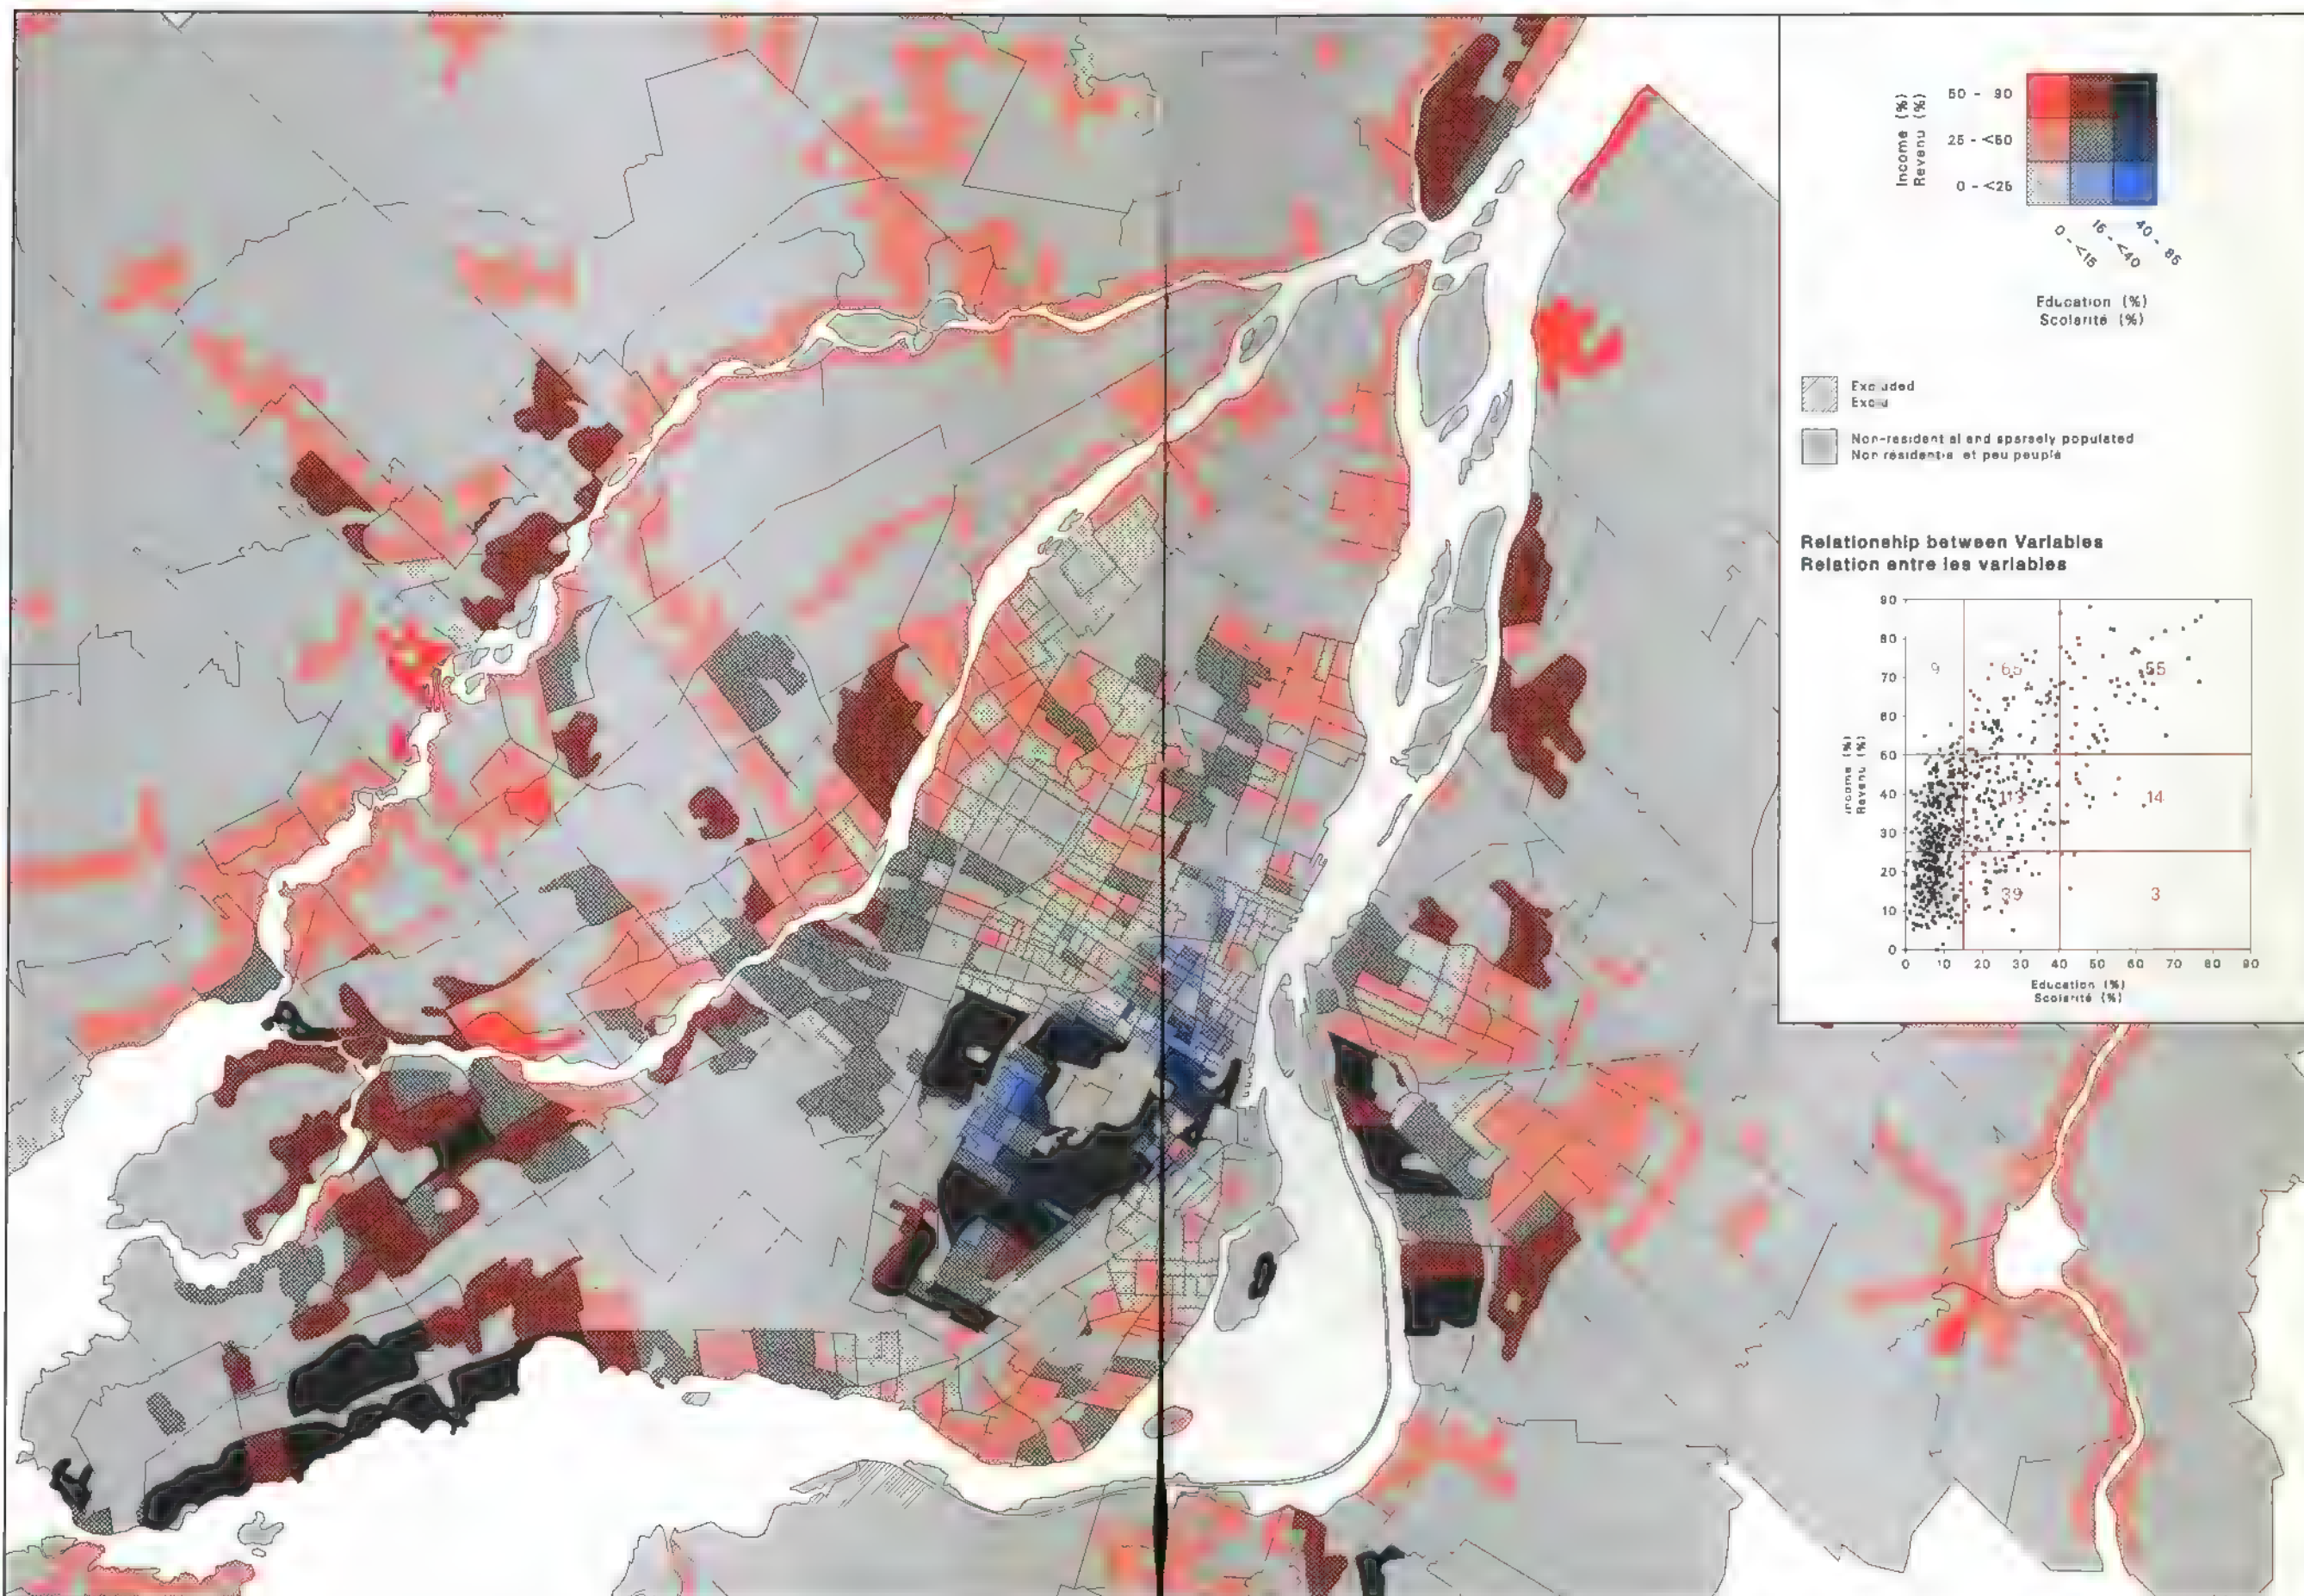 Income (%)
Revenu (%)
50 - 90
25 - <50
0 - <25
0 - <15
15 - <40
40 - 85
Education (%)
Scolarité (%)
Excluded
Exclu
Non-residential and sparsely populated
Non résidentiel et peu peuplé
Relationship between Variables
Relation entre les variables
Income (%)
Revenu (%)
90
80
70
60
50
40
30
20
10
0
9
65
55
113
14
39
3
0 10 20 30 40 50 60 70 80 90
Education (%)
Scolarité (%)